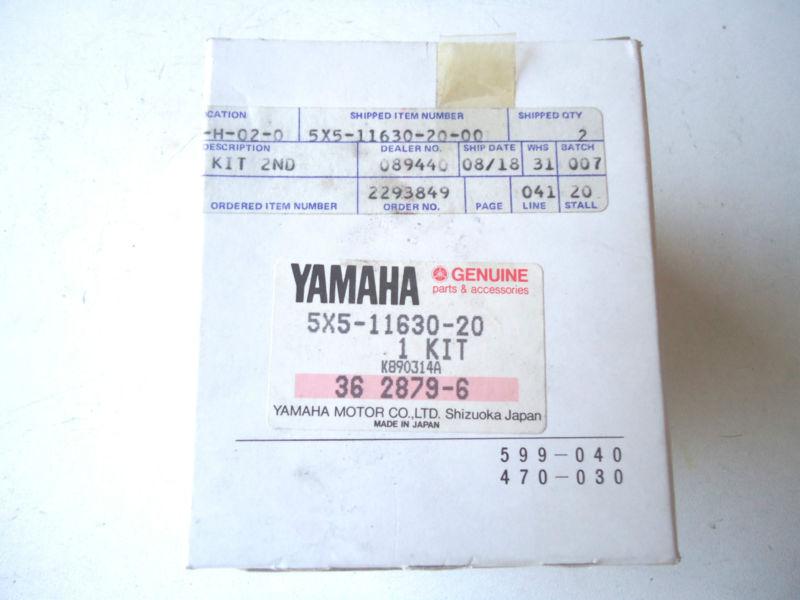 CATION SHIPPED ITEM NUMBER SHIPPED QTY
-H-02-0 5X5-11630-20-00 2
DESCRIPTION DEALER NO. SHIP DATE WHS BATCH
KIT 2ND 089440 08/18 31 007
2293849 041 20
ORDERED ITEM NUMBER ORDER NO. PAGE LINE STALL
YAMAHA GENUINE
parts & accessories
5X5-11630-20
1 KIT
K890314A
36 2879-6
YAMAHA MOTOR CO.,LTD. Shizuoka Japan
MADE IN JAPAN
599-040
470-030